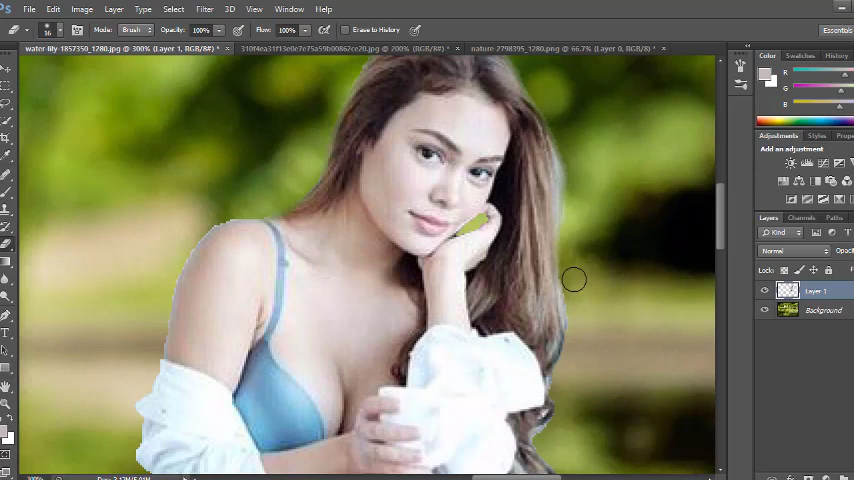 File Edit Image Layer Type Select Filter 3D View Window Help
16 Mode: Brush Opacity: 100% Flow: 100% Erase to History Essentials
water-lily-1857350_1280.jpg @ 300% (Layer 1, RGB/8#) * × 310f4ea31f13e0e7e75a59b00862ce20.jpg @ 200% (RGB/8#) * × nature-2798395_1280.png @ 66.7% (Layer 0, RGB/8) * ×
Color Swatches History
R
G
B
Adjustments Styles
Add an adjustment
Layers Channels Paths
Kind
Normal
Lock:
Layer 1
Background